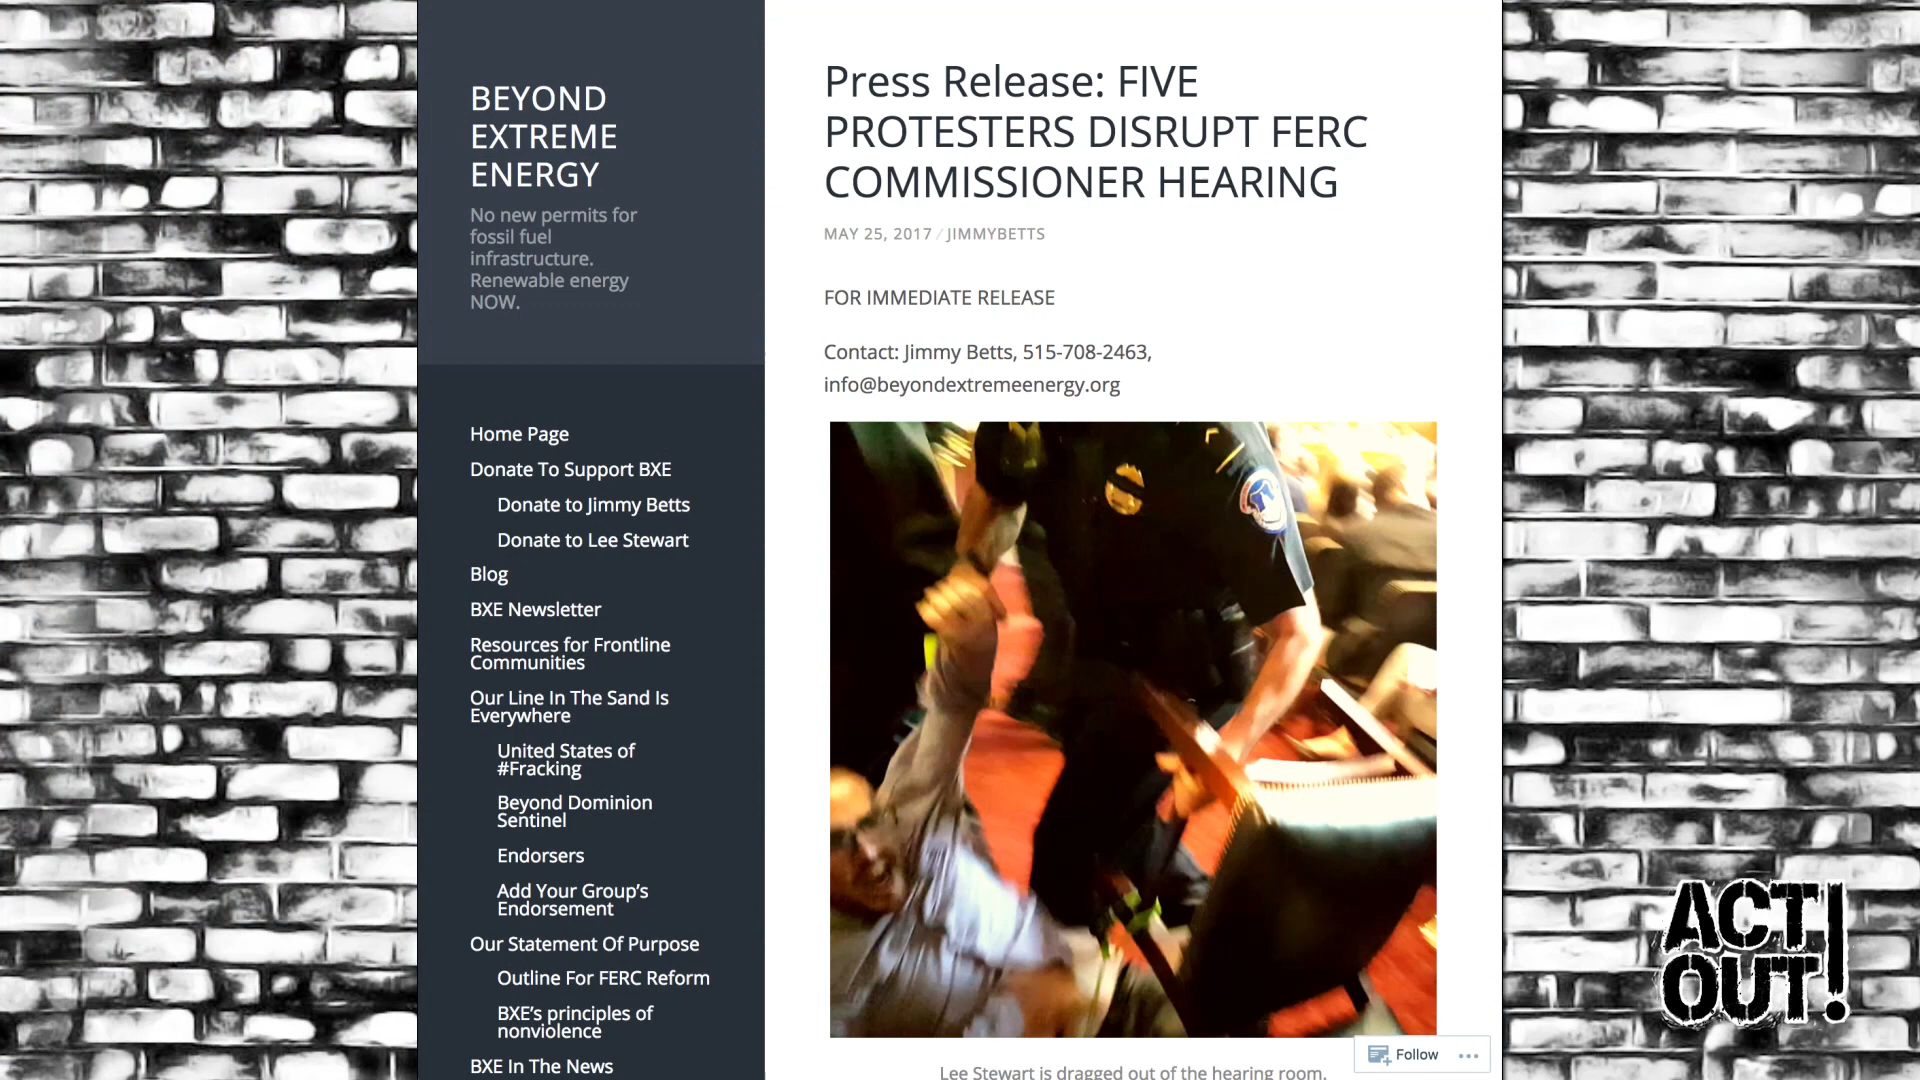 BEYOND
EXTREME
ENERGY
No new permits for
fossil fuel
infrastructure.
Renewable energy
NOW.
Home Page
Donate To Support BXE
Donate to Jimmy Betts
Donate to Lee Stewart
Blog
BXE Newsletter
Resources for Frontline
Communities
Our Line In The Sand Is
Everywhere
United States of
#Fracking
Beyond Dominion
Sentinel
Endorsers
Add Your Group’s
Endorsement
Our Statement Of Purpose
Outline For FERC Reform
BXE’s principles of
nonviolence
BXE In The News
Press Release: FIVE
PROTESTERS DISRUPT FERC
COMMISSIONER HEARING
MAY 25, 2017 / JIMMYBETTS
FOR IMMEDIATE RELEASE
Contact: Jimmy Betts, 515-708-2463,
info@beyondextremeenergy.org
Lee Stewart is dragged out of the hearing room.
Follow
ACT
OUT!